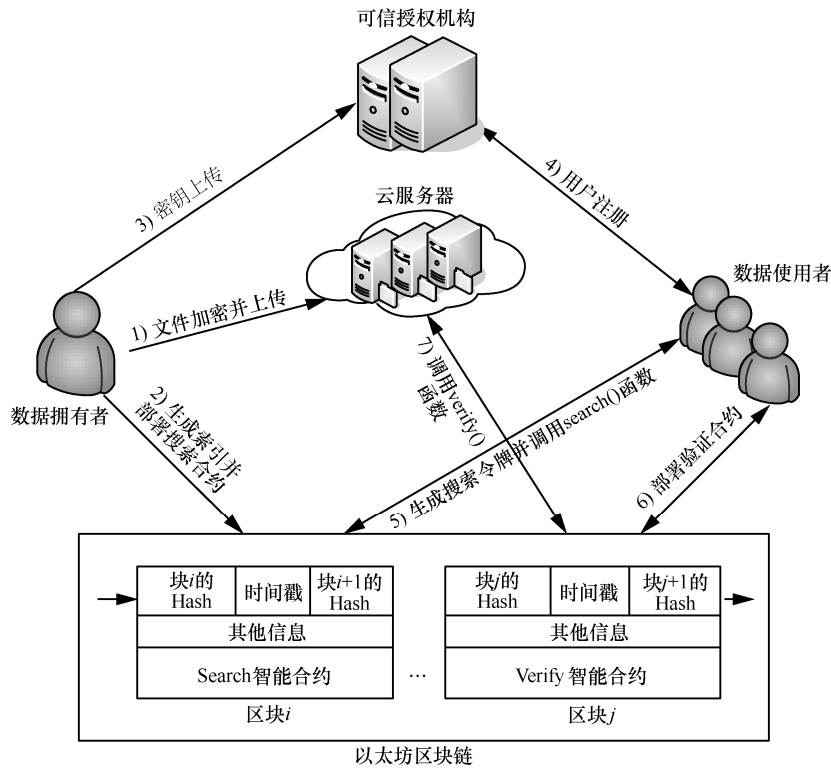 可信授权机构
3) 密钥上传
4) 用户注册
云服务器
数据使用者
1) 文件加密并上传
数据拥有者
2) 生成索引并
部署搜索合约
7) 调用verify()
函数
5) 生成搜索令牌并调用search()函数
6) 部署验证合约
块i的
Hash
时间戳
块i+1的
Hash
其他信息
Search智能合约
区块i
...
块j的
Hash
时间戳
块j+1的
Hash
其他信息
Verify 智能合约
区块j
以太坊区块链